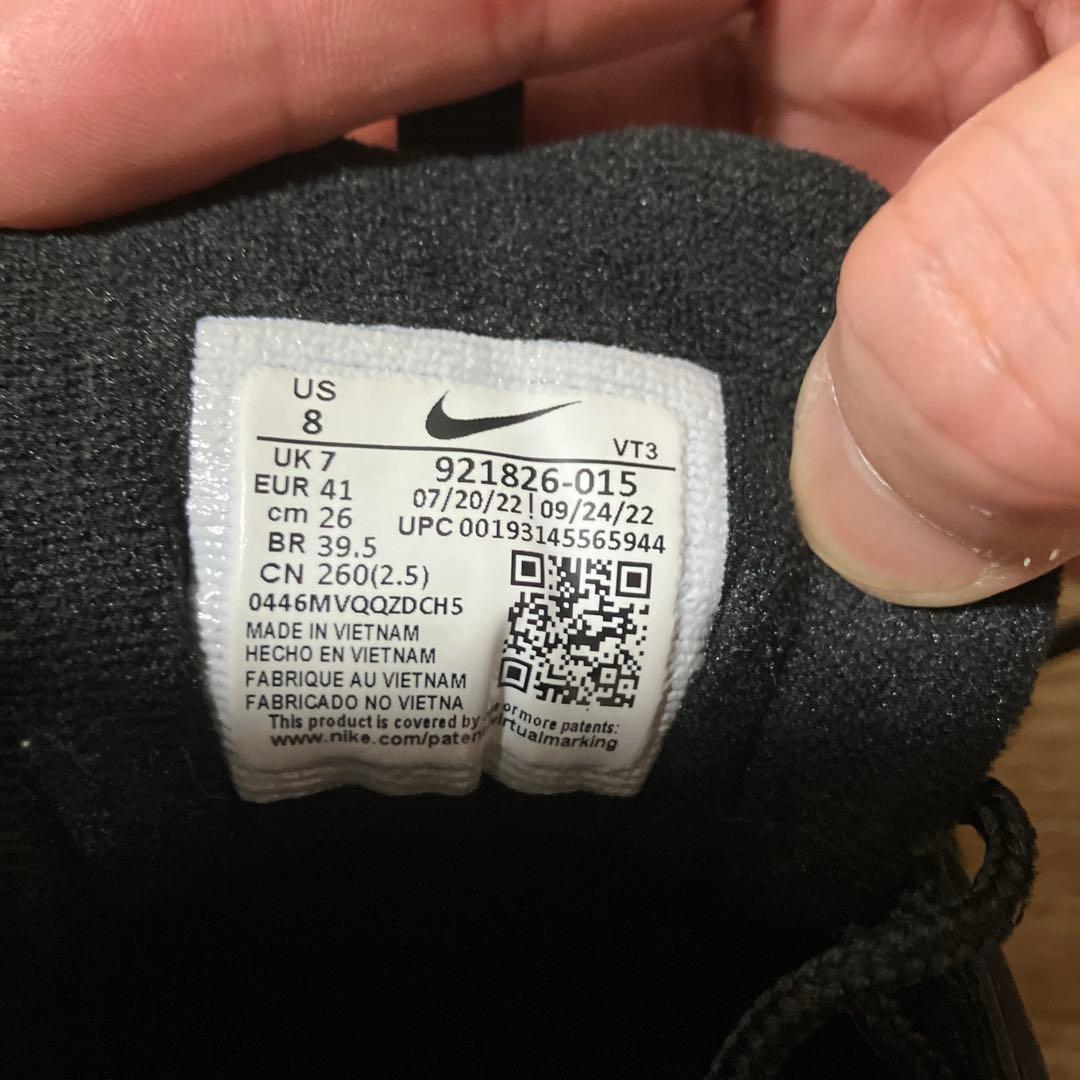 US
8
VT3
UK 7
921826-015
EUR 41
07/20/22|09/24/22
cm 26
UPC 00193145565944
BR 39.5
CN 260(2.5)
0446MVQQZDCH5
MADE IN VIETNAM
HECHO EN VIETNAM
FABRIQUE AU VIETNAM
FABRICADO NO VIETNA
This product is covered by or more patents:
www.nike.com/paten rtualmarking